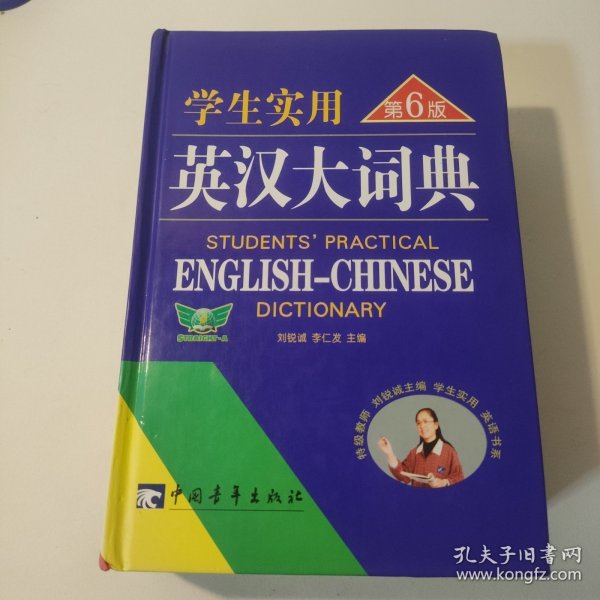 学生实用
第6版
英汉大词典
STUDENTS' PRACTICAL
ENGLISH-CHINESE
DICTIONARY
STRAIGHT-A
刘锐诚 李仁发 主编
特级教师 刘锐诚主编 学生实用 英语书系
中国青年出版社
孔夫子旧书网
www.kongfz.com